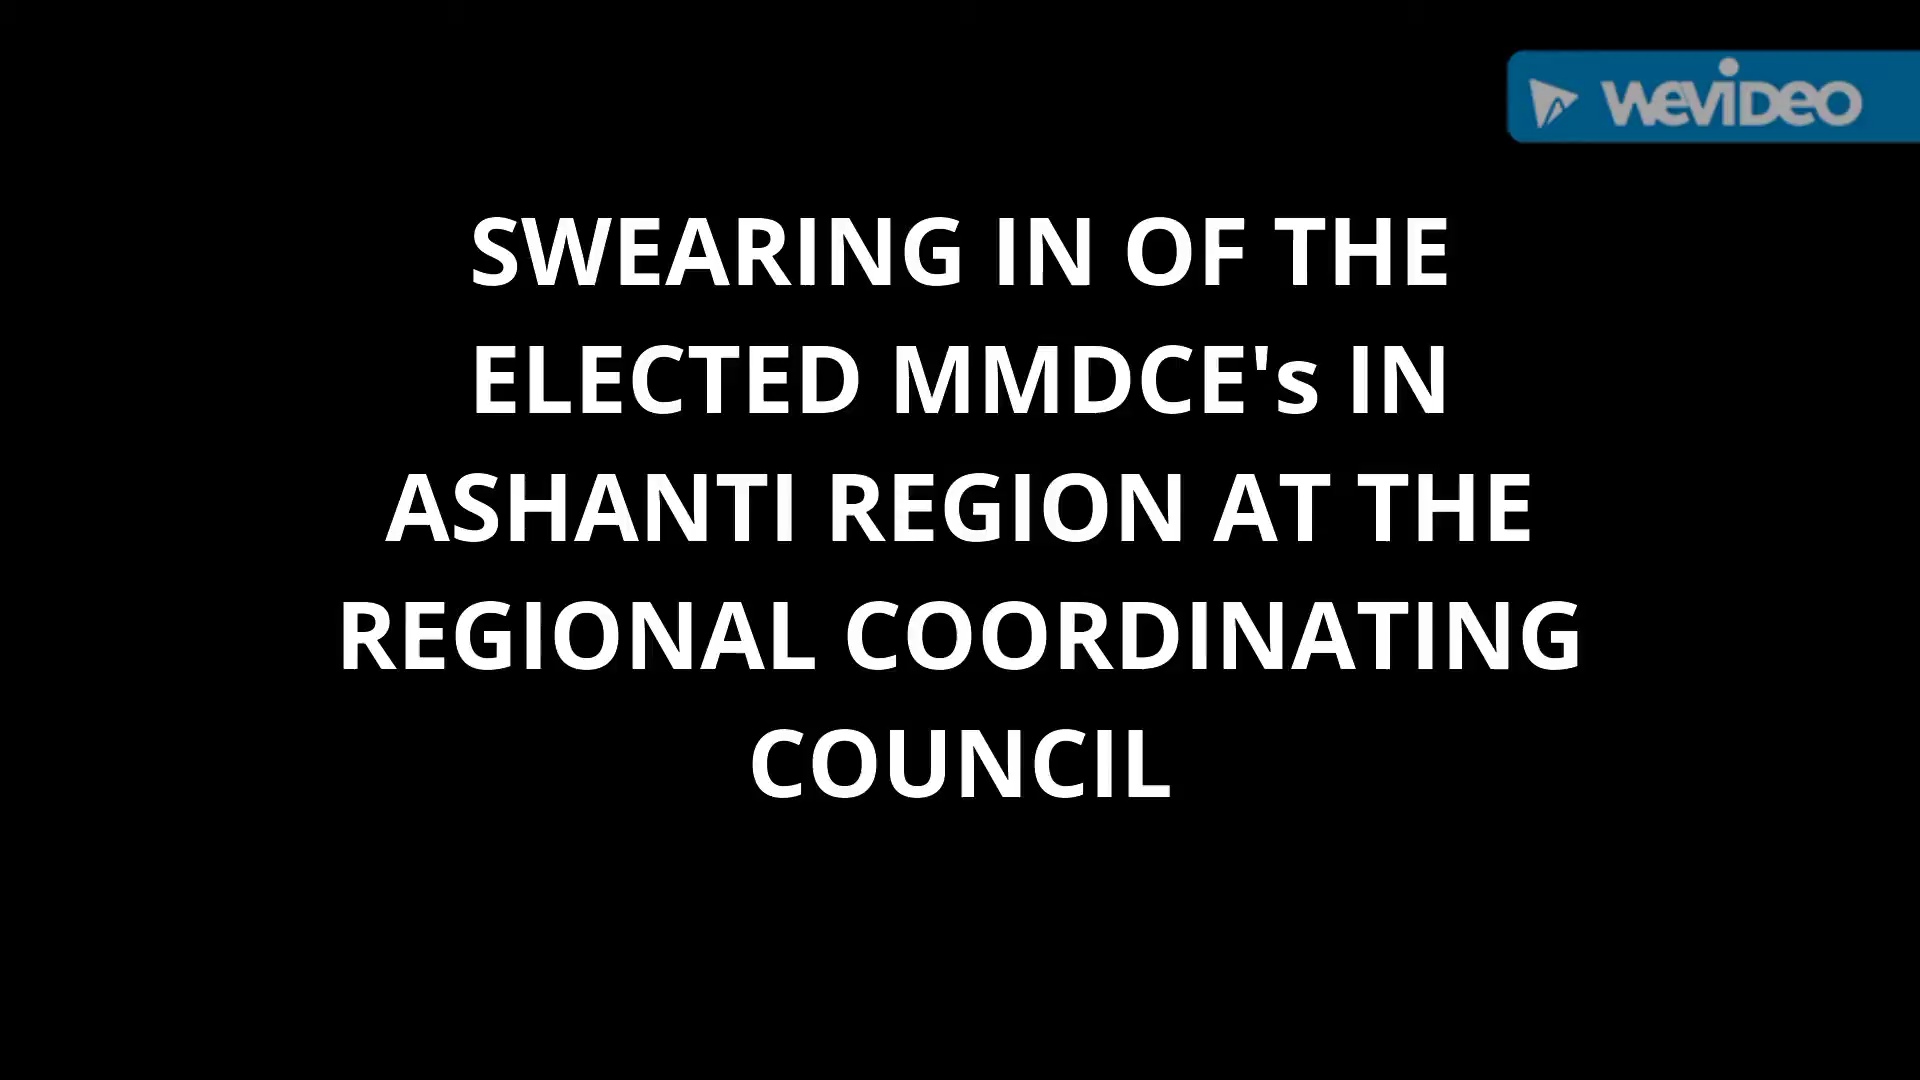 WeVIDEO
SWEARING IN OF THE
ELECTED MMDCE's IN
ASHANTI REGION AT THE
REGIONAL COORDINATING
COUNCIL